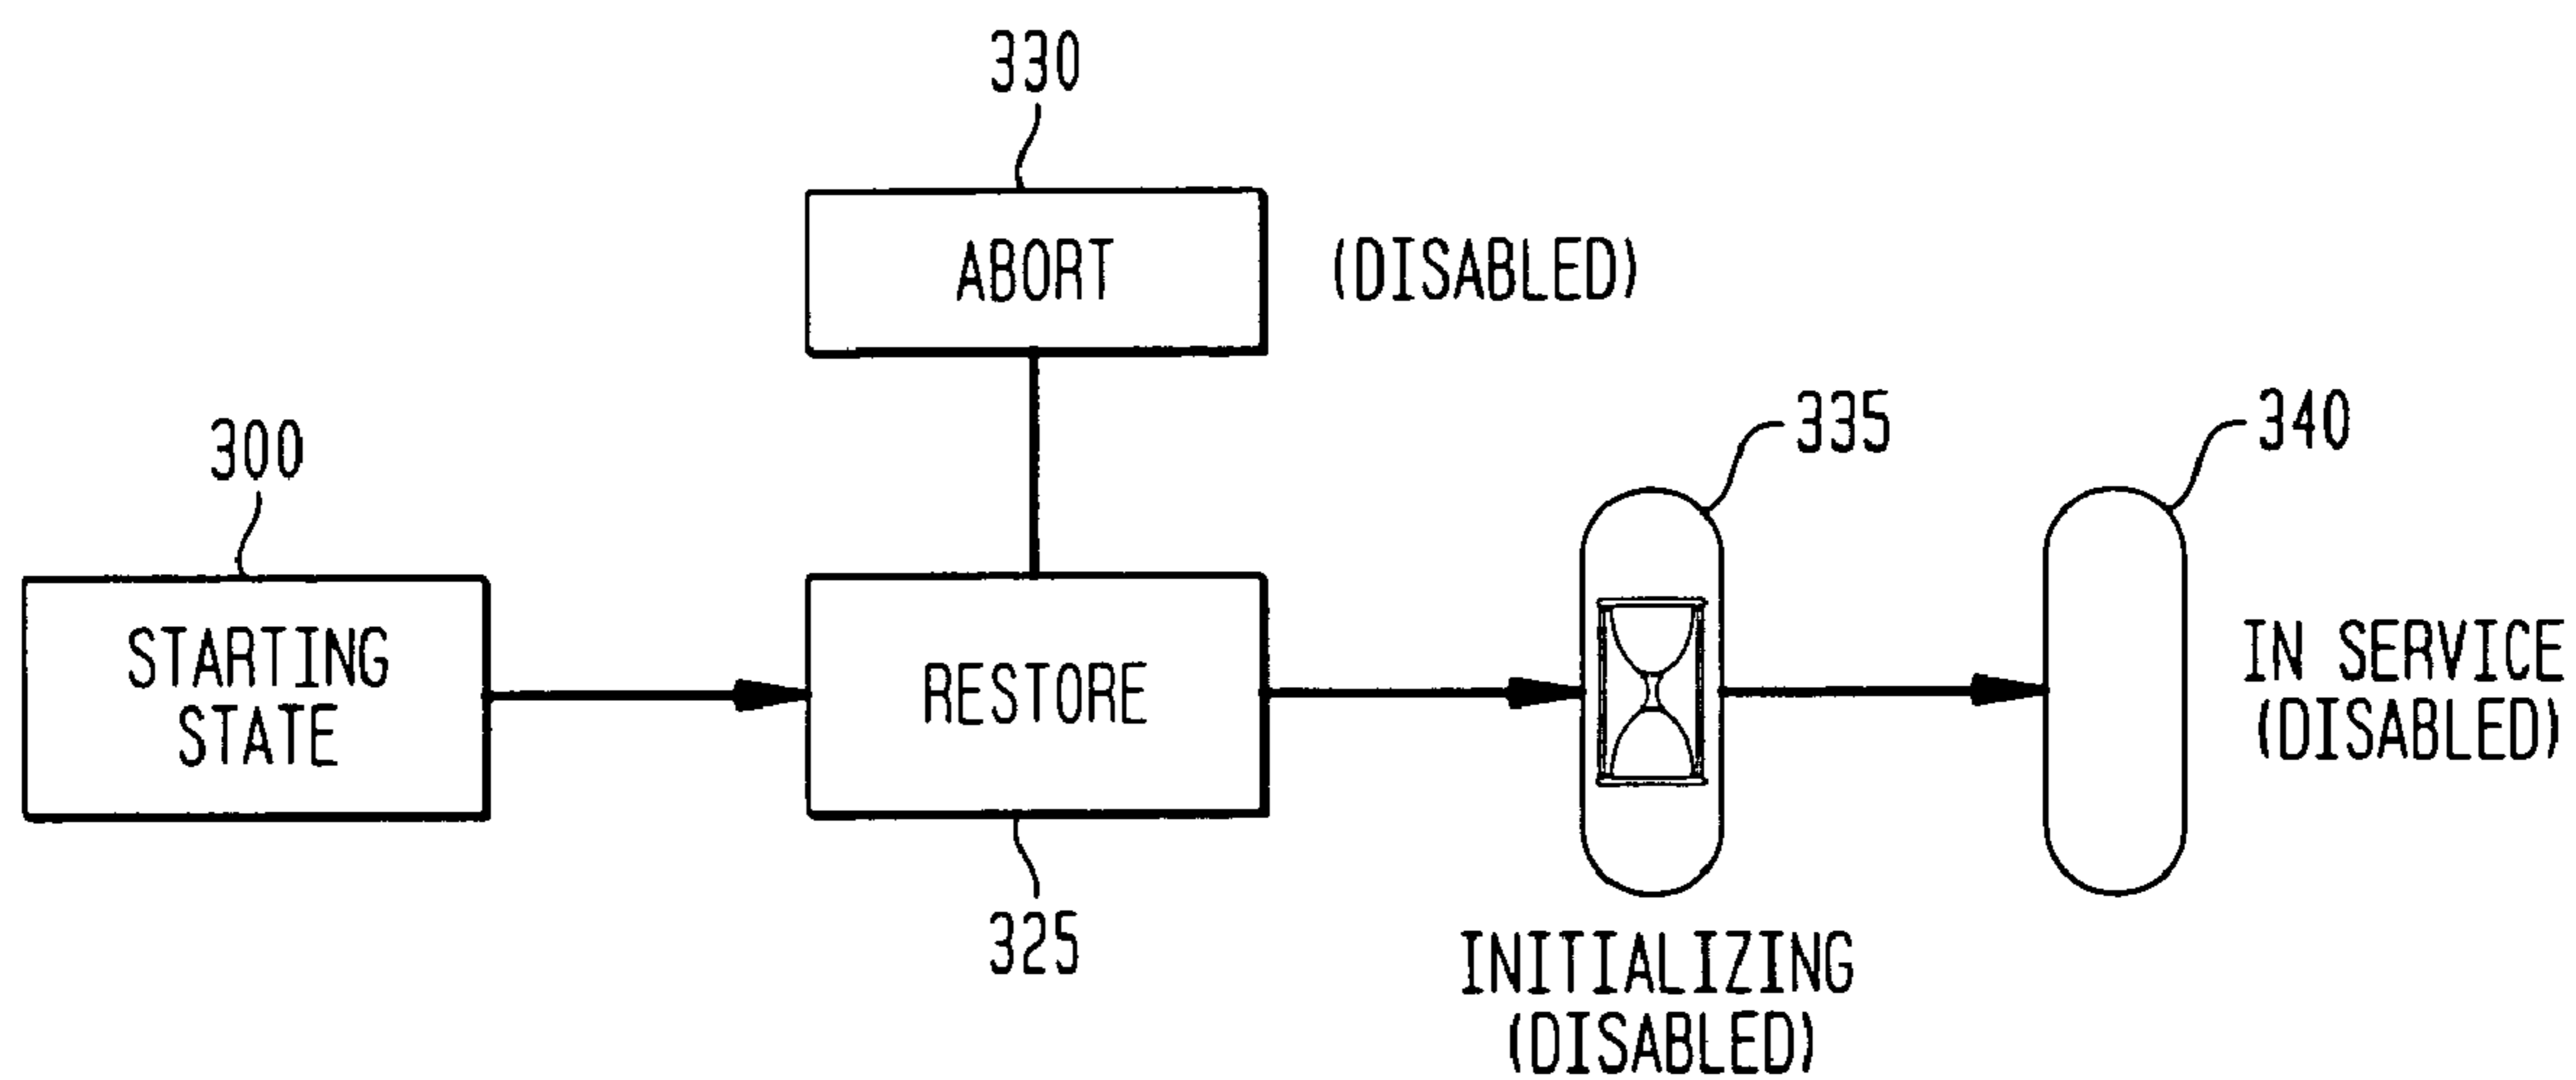 330
ABORT
(DISABLED)
300
335
340
STARTING
STATE
RESTORE
IN SERVICE
(DISABLED)
325
INITIALIZING
(DISABLED)